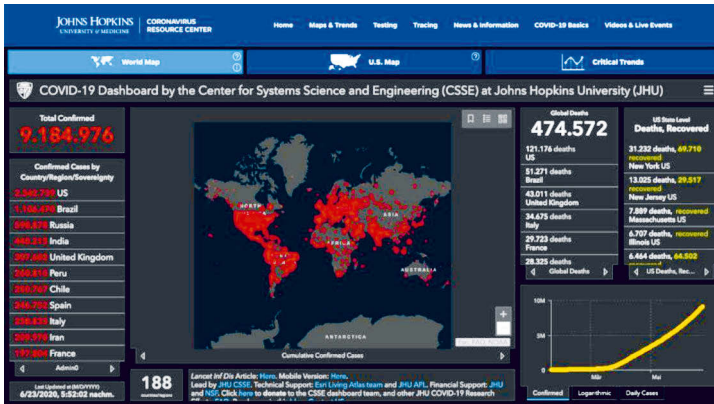 JOHNS HOPKINS
UNIVERSITY & MEDICINE
CORONAVIRUS
RESOURCE CENTER
Home
Maps & Trends
Testing
Tracing
News & Information
COVID-19 Basics
Videos & Live Events
World Map
U.S. Map
Critical Trends
COVID-19 Dashboard by the Center for Systems Science and Engineering (CSSE) at Johns Hopkins University (JHU)
Total Confirmed
9.184.976
Confirmed Cases by
Country/Region/Sovereignty
US
Brazil
Russia
India
United Kingdom
Peru
Chile
Spain
Italy
Iran
France
Admin0
Last Updated at (M/D/YYYY)
6/23/2020, 5:52:02 nachm.
NORTH
ASIA
AFRICA
AUSTRALIA
ANTARCTICA
Cumulative Confirmed Cases
188
Lancet Inf Dis Article: Here. Mobile Version: Here.
Lead by JHU CSSE. Technical Support: Esri Living Atlas team and JHU APL. Financial Support: JHU
and NSF. Click here to donate to the CSSE dashboard team, and other JHU COVID-19 Research
Global Deaths
474.572
121.176 deaths
US
51.271 deaths
Brazil
43.011 deaths
United Kingdom
34.675 deaths
Italy
29.723 deaths
France
28.325 deaths
Global Deaths
US State Level
Deaths, Recovered
31.232 deaths, 69.710
recovered
New York US
13.025 deaths, 29.517
recovered
New Jersey US
7.889 deaths, recovered
Massachusetts US
6.707 deaths, recovered
Illinois US
6.464 deaths, 64.502
US Deaths, Rec...
10M
5M
0
Mär
Mai
Confirmed
Logarithmic
Daily Cases